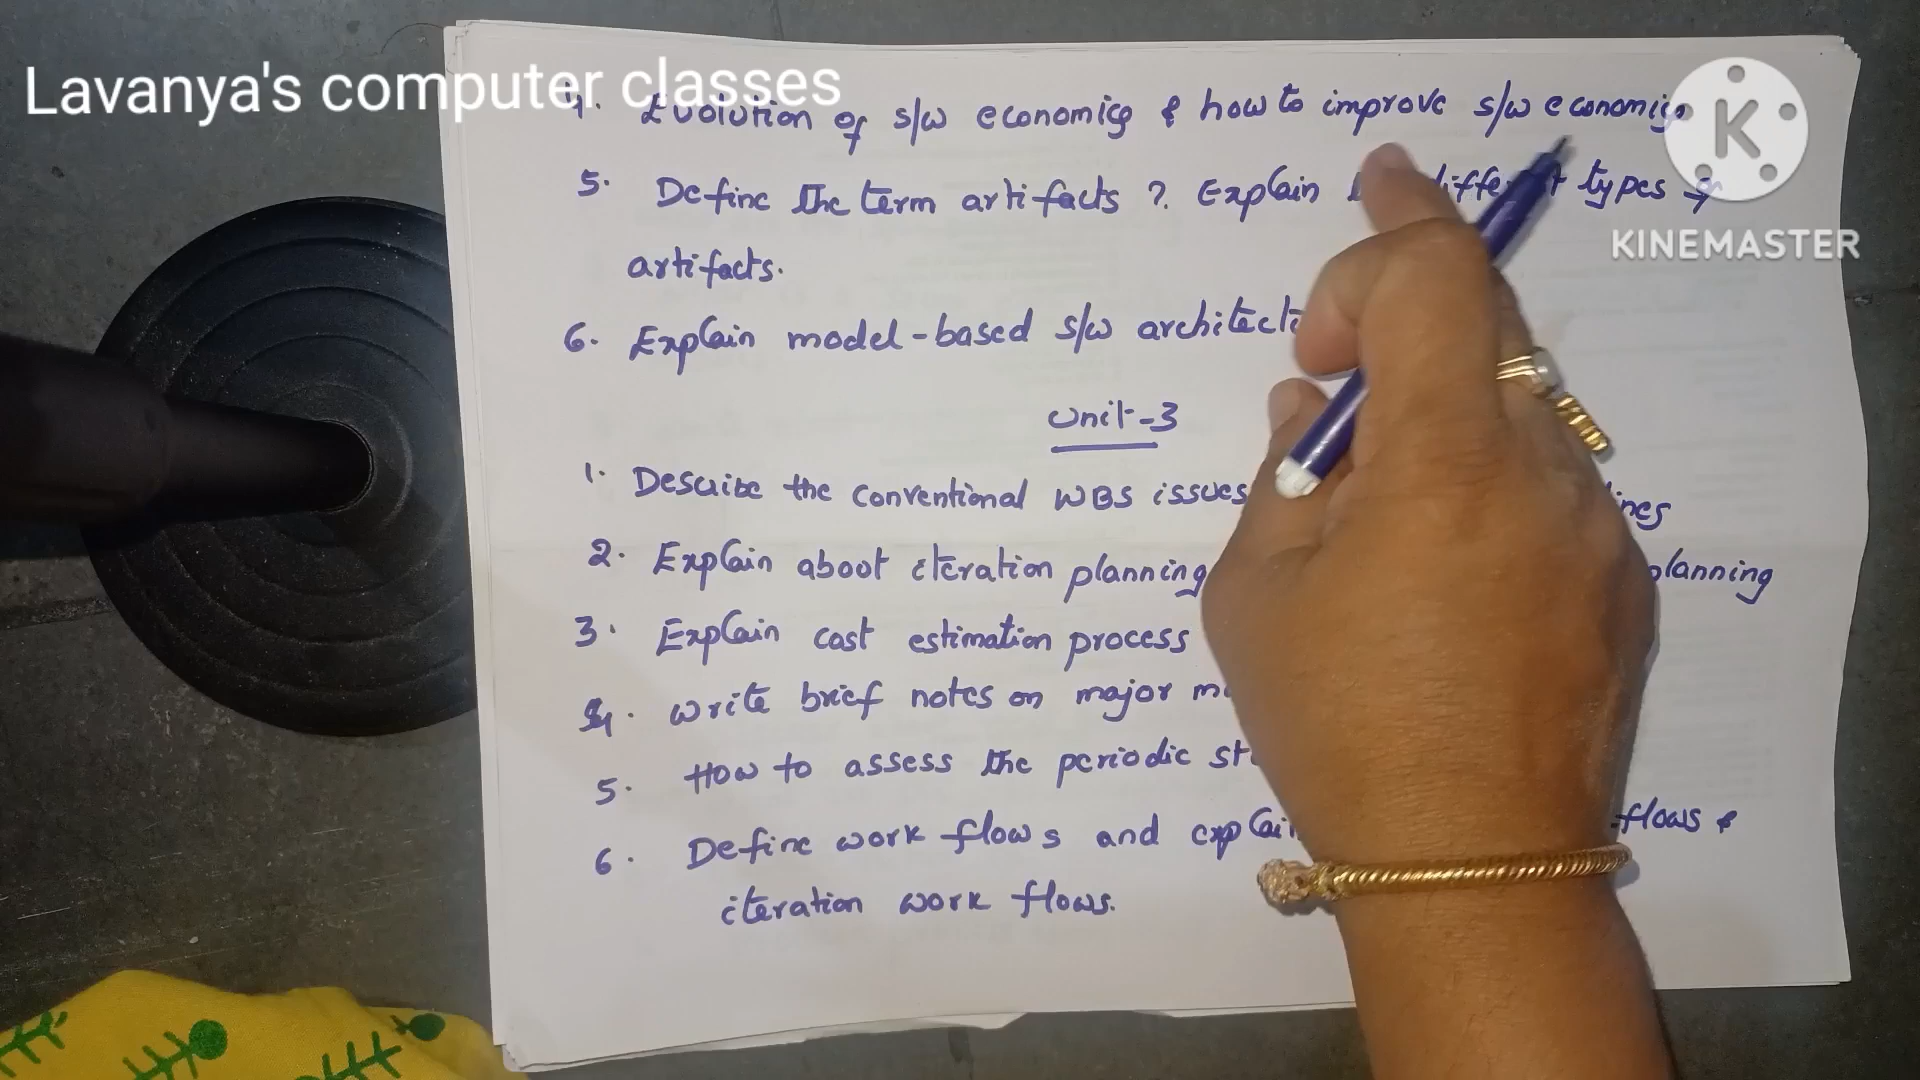 Lavanya's computer classes
KINEMASTER
4. Evolution of s/w economics & how to improve s/w economics
5. Define the term artifacts ? Explain different types of
artifacts.
6. Explain model-based s/w
Unit-3
1. Describe the conventional WBS issues
2. Explain about iteration planning planning
3. Explain cost estimation process
4. write brief notes on major
5. How to assess the periodic
6. Define work flows and flows &
iteration work flows.